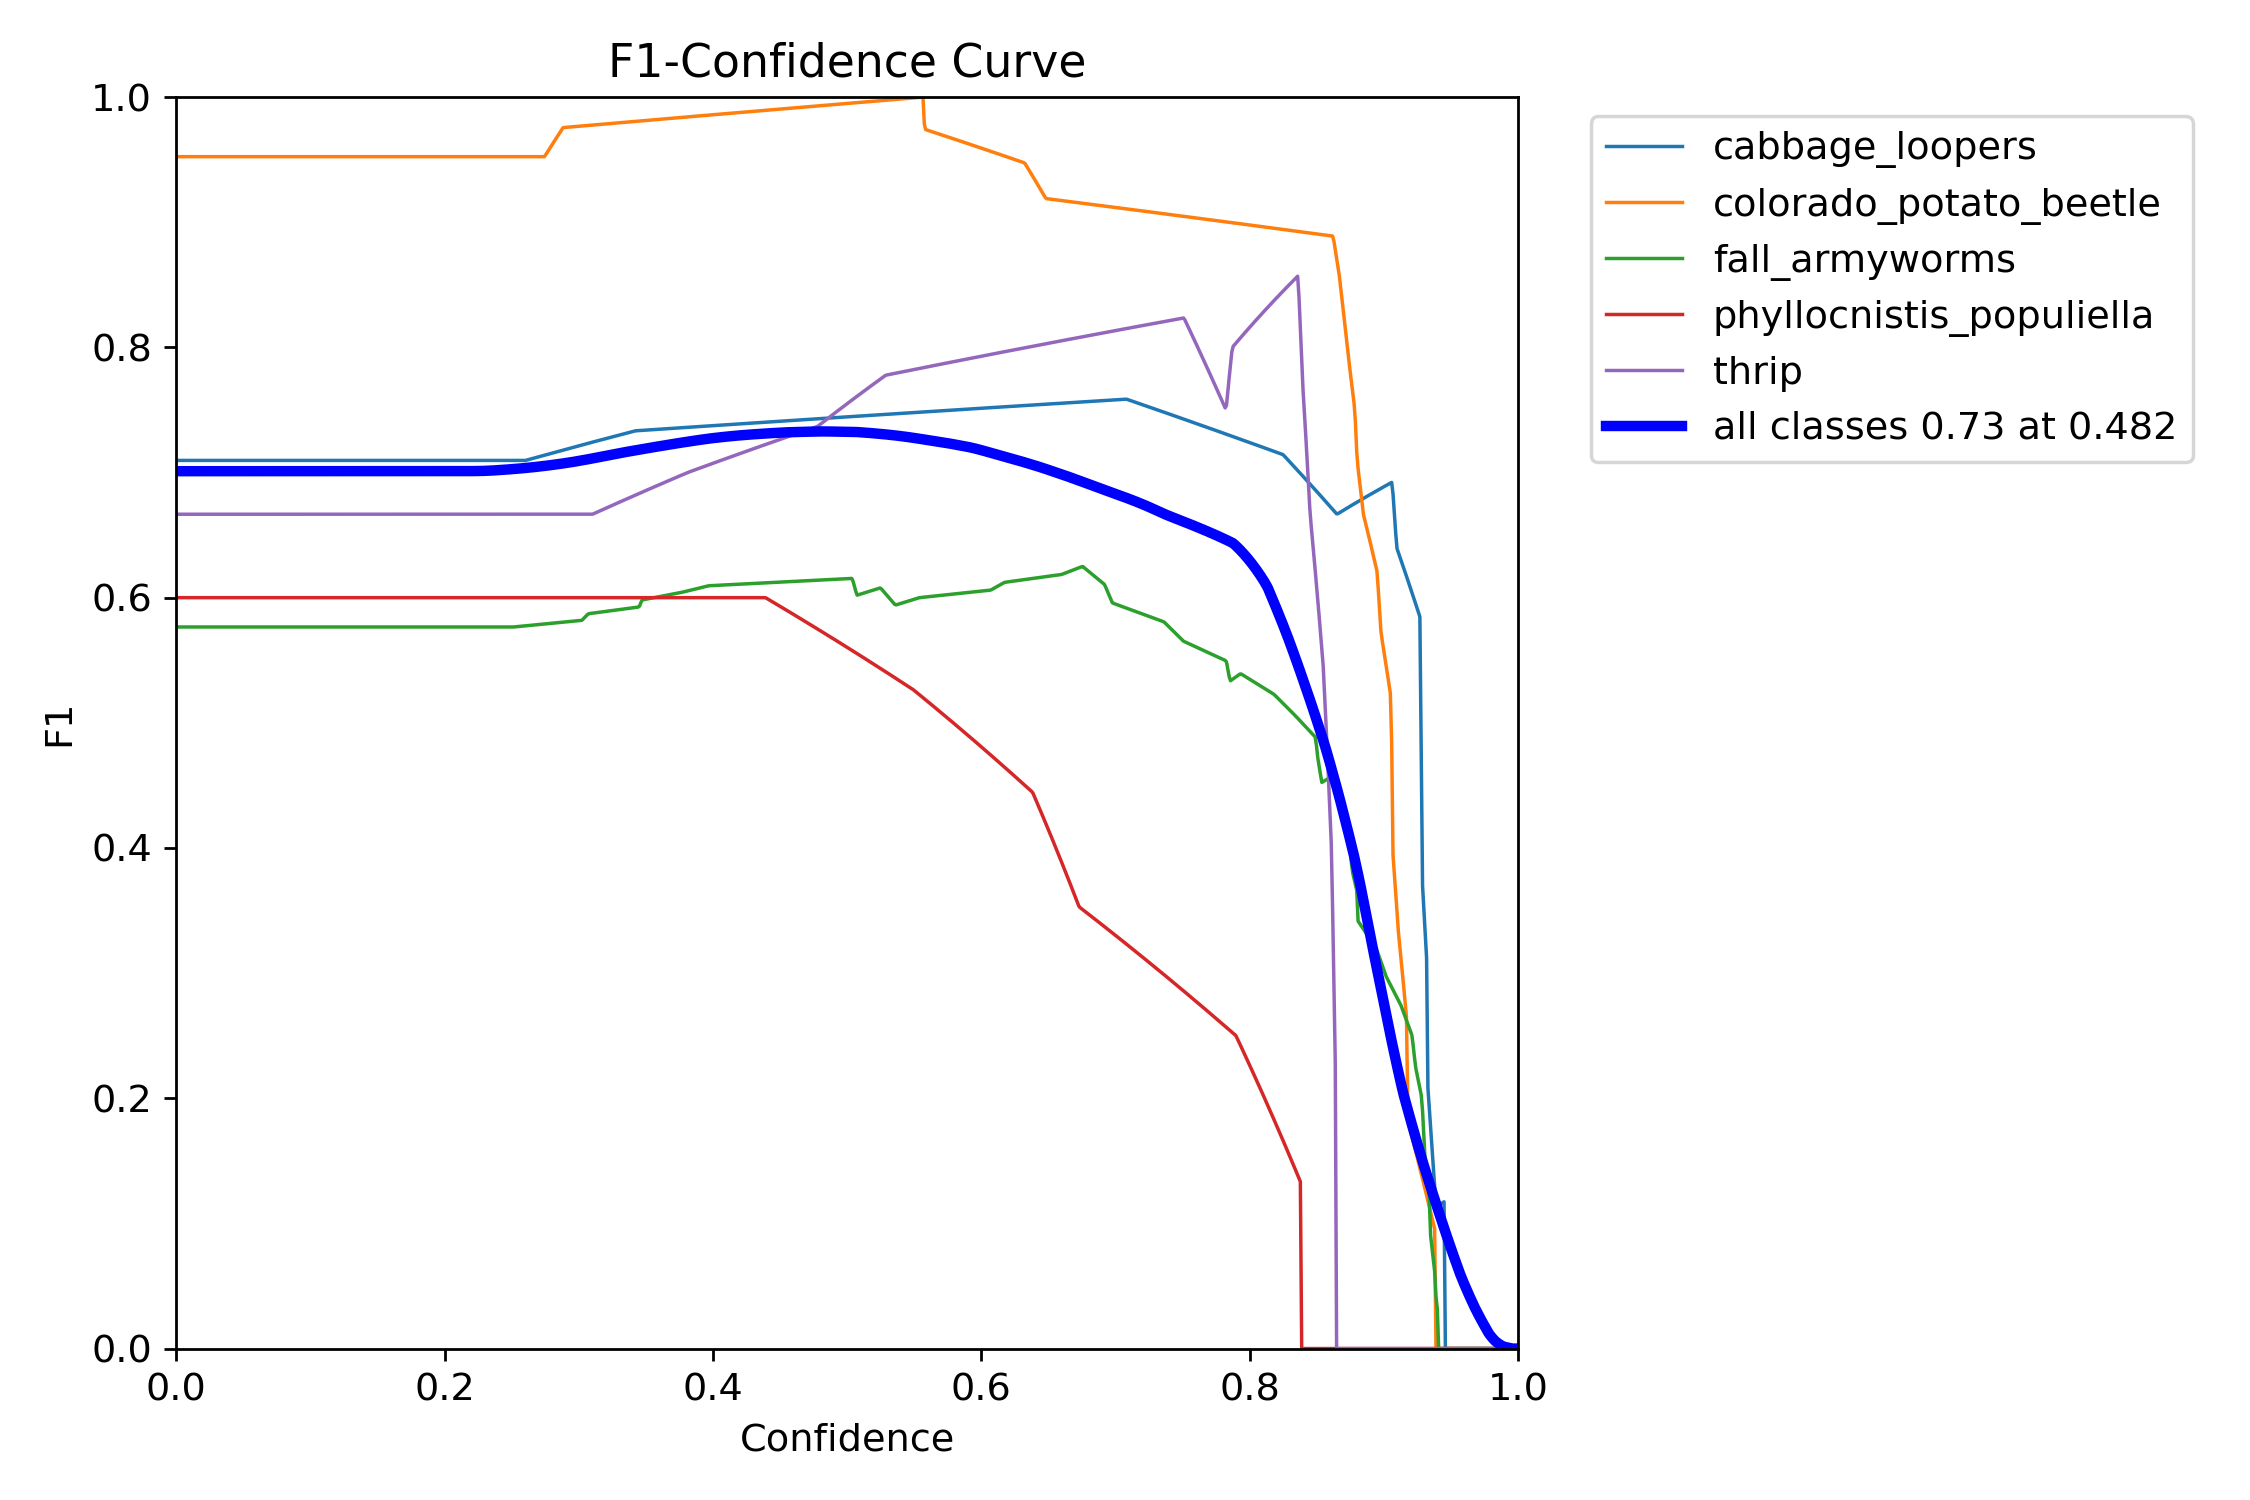 F1-Confidence Curve
1.0
0.8
0.6
0.4
0.2
0.0
F1
0.0 0.2 0.4 0.6 0.8 1.0
Confidence
cabbage_loopers
colorado_potato_beetle
fall_armyworms
phyllocnistis_populiella
thrip
all classes 0.73 at 0.482